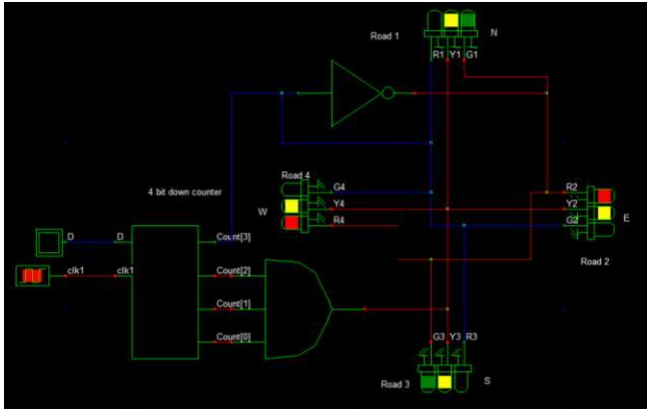 Road 1
N
R1 Y1 G1
Road 4
G4
4 bit down counter
R2
Y4
Y2
W
E
R4
G2
D
D
Count[3]
Road 2
clk1
clk1
Count[2]
Count[1]
Count[0]
G3 Y3 R3
Road 3
S